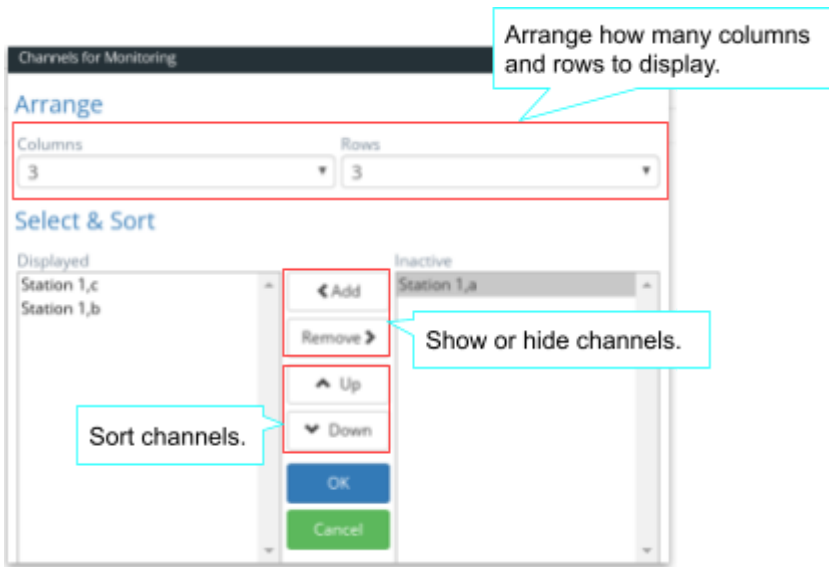 Arrange how many columns
and rows to display.
Channels for Monitoring
Arrange
Columns
Rows
3
3
Select & Sort
Displayed
Inactive
Station 1,c
Station 1,b
Add
Station 1,a
Remove
Show or hide channels.
Up
Sort channels.
Down
OK
Cancel